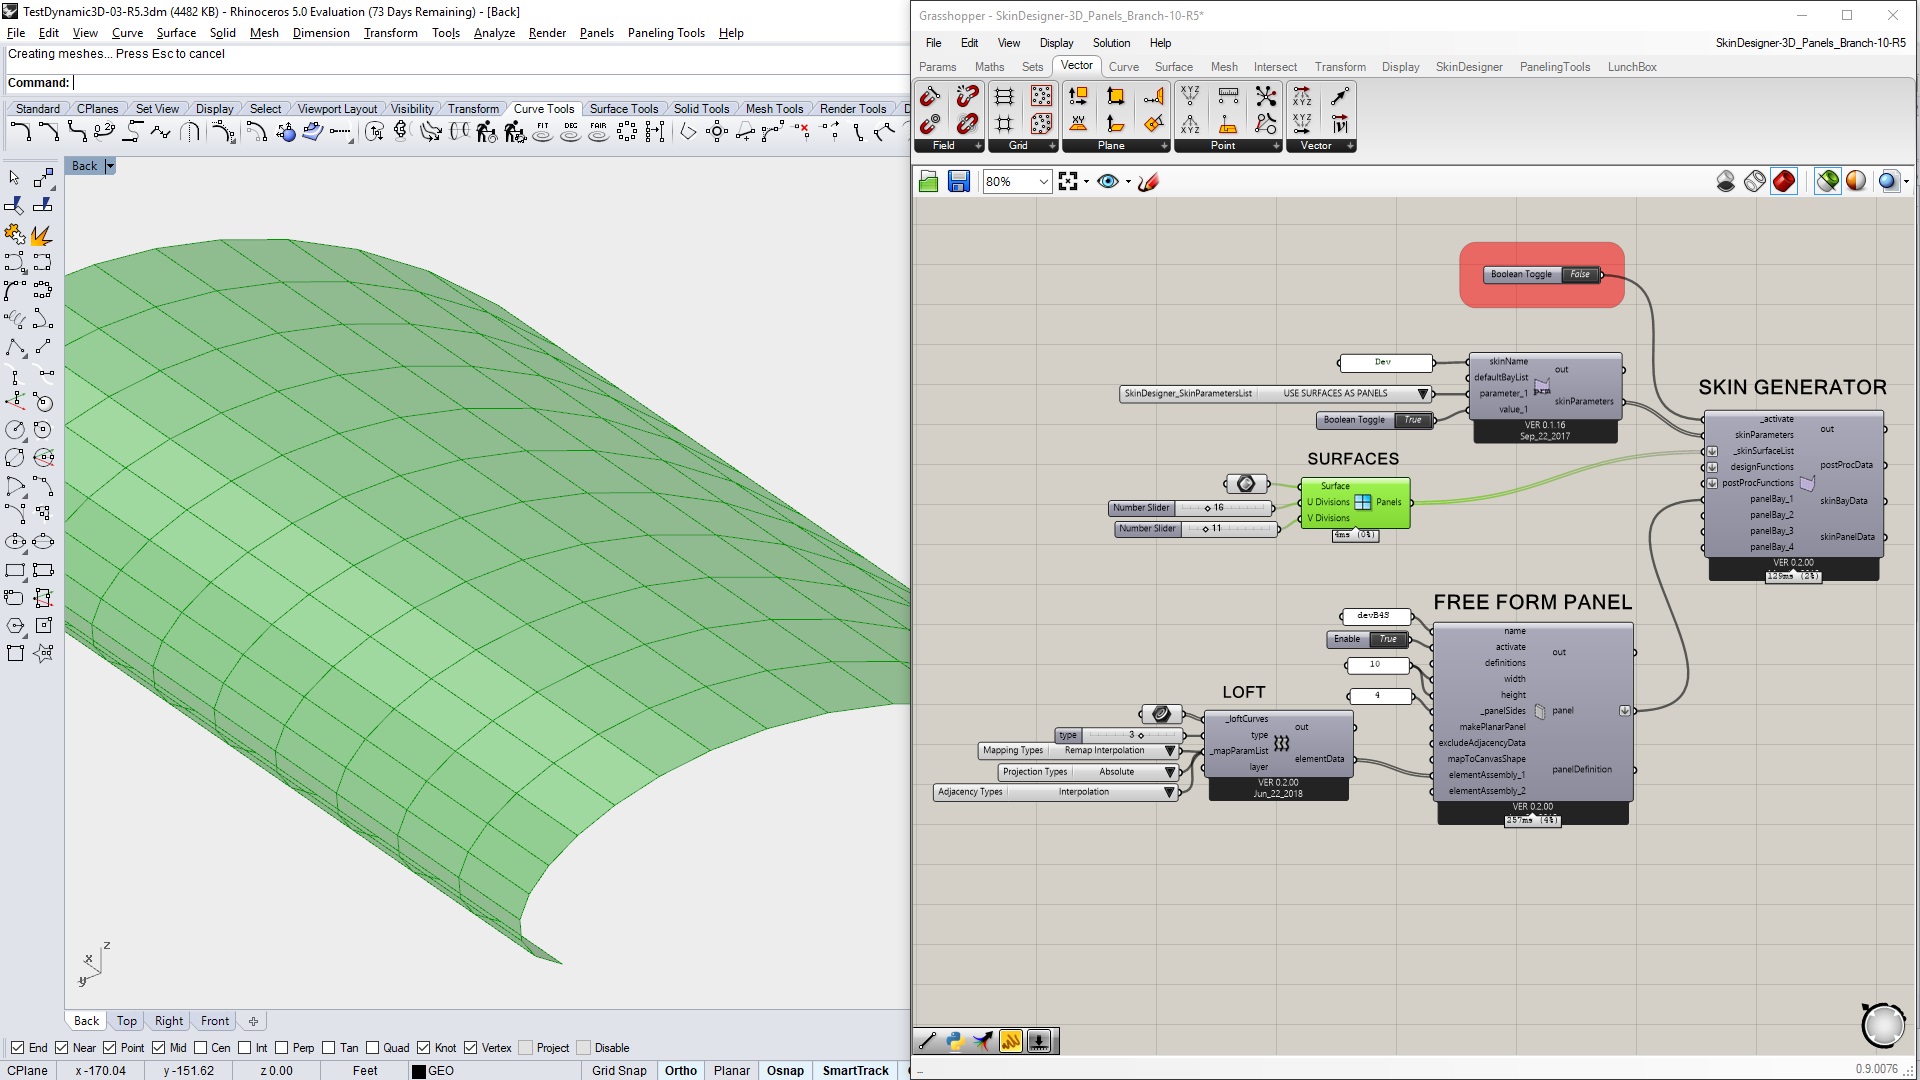 TestDynamic3D-03-R5.3dm (4482 KB) - Rhinoceros 5.0 Evaluation (73 Days Remaining) - [Back]
File Edit View Curve Surface Solid Mesh Dimension Transform Tools Analyze Render Panels Paneling Tools Help
Creating meshes... Press Esc to cancel
Command:
Standard CPlanes Set View Display Select Viewport Layout Visibility Transform Curve Tools Surface Tools Solid Tools Mesh Tools Render Tools D
FIT DEG FAIR
Back
z
x
y
Back Top Right Front
End Near Point Mid Cen Int Perp Tan Quad Knot Vertex Project Disable
CPlane x -170.04 y -151.62 z 0.00 Feet GEO Grid Snap Ortho Planar Osnap SmartTrack
Grasshopper - SkinDesigner-3D_Panels_Branch-10-R5*
File Edit View Display Solution Help
SkinDesigner-3D_Panels_Branch-10-R5
Params Maths Sets Vector Curve Surface Mesh Intersect Transform Display SkinDesigner PanelingTools LunchBox
Field Grid Plane Point Vector
80%
Boolean Toggle False
Dev
SkinDesigner_SkinParametersList USE SURFACES AS PANELS
Boolean Toggle True
skinName
defaultBayList
parameter_1
value_1
out
skinParameters
VER 0.1.16
Sep_22_2017
SKIN GENERATOR
_activate
skinParameters
_skinSurfaceList
designFunctions
postProcFunctions
panelBay_1
panelBay_2
panelBay_3
panelBay_4
out
postProcData
skinBayData
skinPanelData
VER 0.2.00
129ms (2%)
SURFACES
Number Slider 16
Number Slider 11
Surface
U Divisions
V Divisions
Panels
4ms (0%)
FREE FORM PANEL
devB4S
Enable True
10
4
name
activate
definitions
width
height
_panelSides
makePlanarPanel
excludeAdjacencyData
mapToCanvasShape
elementAssembly_1
elementAssembly_2
out
panel
panelDefinition
VER 0.2.00
257ms (4%)
LOFT
type 3
Mapping Types Remap Interpolation
Projection Types Absolute
Adjacency Types Interpolation
_loftCurves
type
_mapParamList
layer
out
elementData
VER 0.2.00
Jun_22_2018
0.9.0076